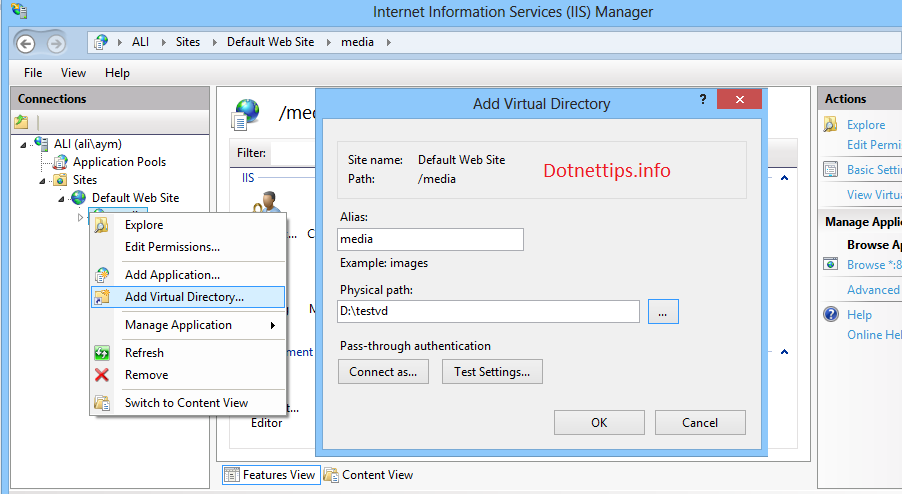 Internet Information Services (IIS) Manager
ALI
Sites
Default Web Site
media
File View Help
Connections
ALI (ali\aym)
Application Pools
Sites
Default Web Site
Explore
Edit Permissions...
Add Application...
Add Virtual Directory...
Manage Application
Refresh
Remove
Switch to Content View
/me
Filter:
IIS
Editor
Features View
Content View
Add Virtual Directory
?
Site name: Default Web Site
Path: /media
Dotnettips.info
Alias:
media
Example: images
Physical path:
D:\testvd
...
Pass-through authentication
Connect as...
Test Settings...
OK
Cancel
Actions
Explore
Edit Permi
Basic Setti
View Virtua
Manage Appli
Browse Ap
Browse *:8
Advanced
Help
Online Hel